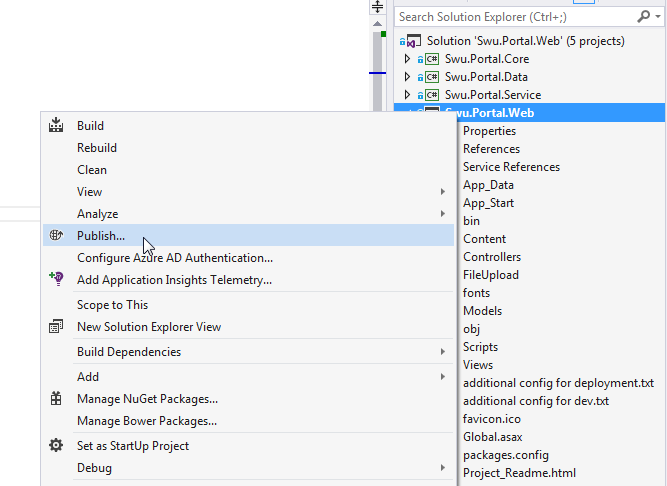 Search Solution Explorer (Ctrl+;)
Solution 'Swu.Portal.Web' (5 projects)
C# Swu.Portal.Core
C# Swu.Portal.Data
C# Swu.Portal.Service
Swu.Portal.Web
Properties
References
Service References
App_Data
App_Start
bin
Content
Controllers
FileUpload
fonts
Models
obj
Scripts
Views
additional config for deployment.txt
additional config for dev.txt
favicon.ico
Global.asax
packages.config
Project_Readme.html
Build
Rebuild
Clean
View
Analyze
Publish...
Configure Azure AD Authentication...
Add Application Insights Telemetry...
Scope to This
New Solution Explorer View
Build Dependencies
Add
Manage NuGet Packages...
Manage Bower Packages...
Set as StartUp Project
Debug